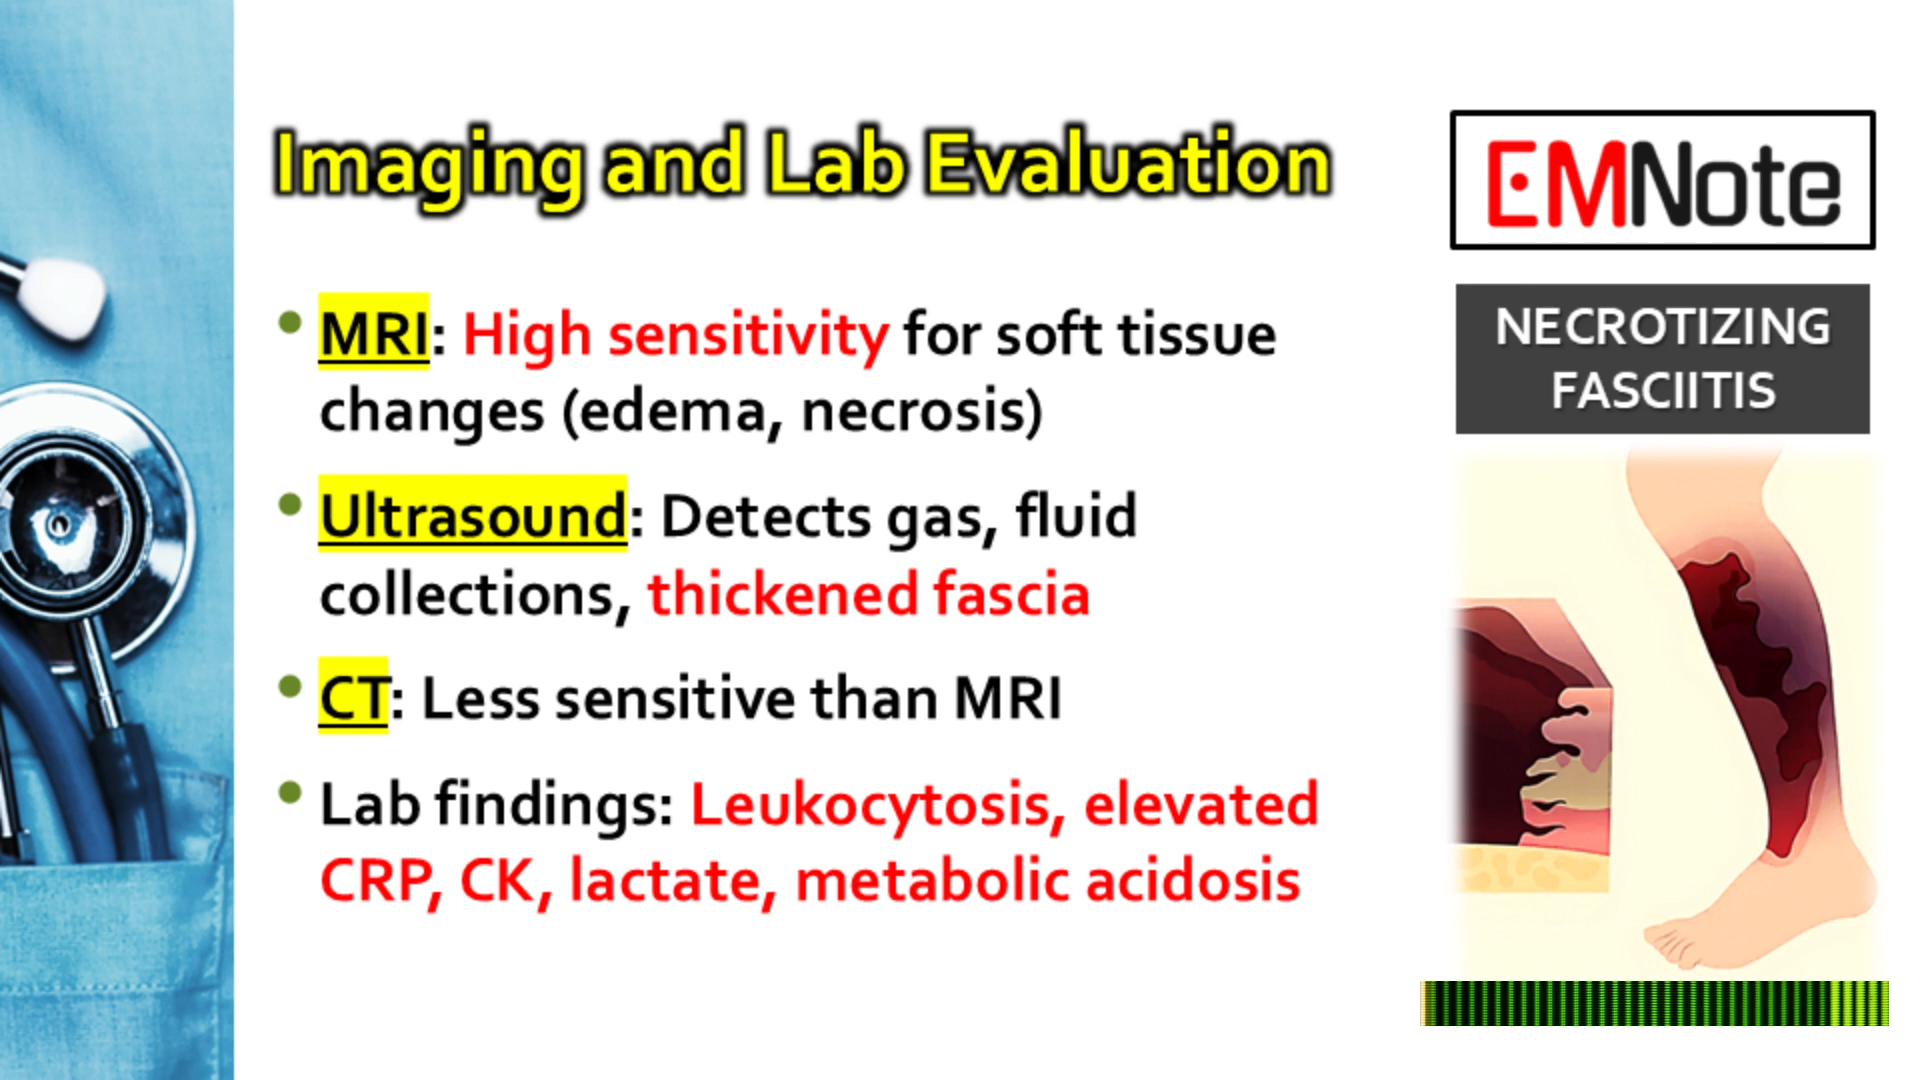 Imaging and Lab Evaluation
• MRI: High sensitivity for soft tissue
changes (edema, necrosis)
• Ultrasound: Detects gas, fluid
collections, thickened fascia
• CT: Less sensitive than MRI
• Lab findings: Leukocytosis, elevated
CRP, CK, lactate, metabolic acidosis
EMNote
NECROTIZING
FASCIITIS